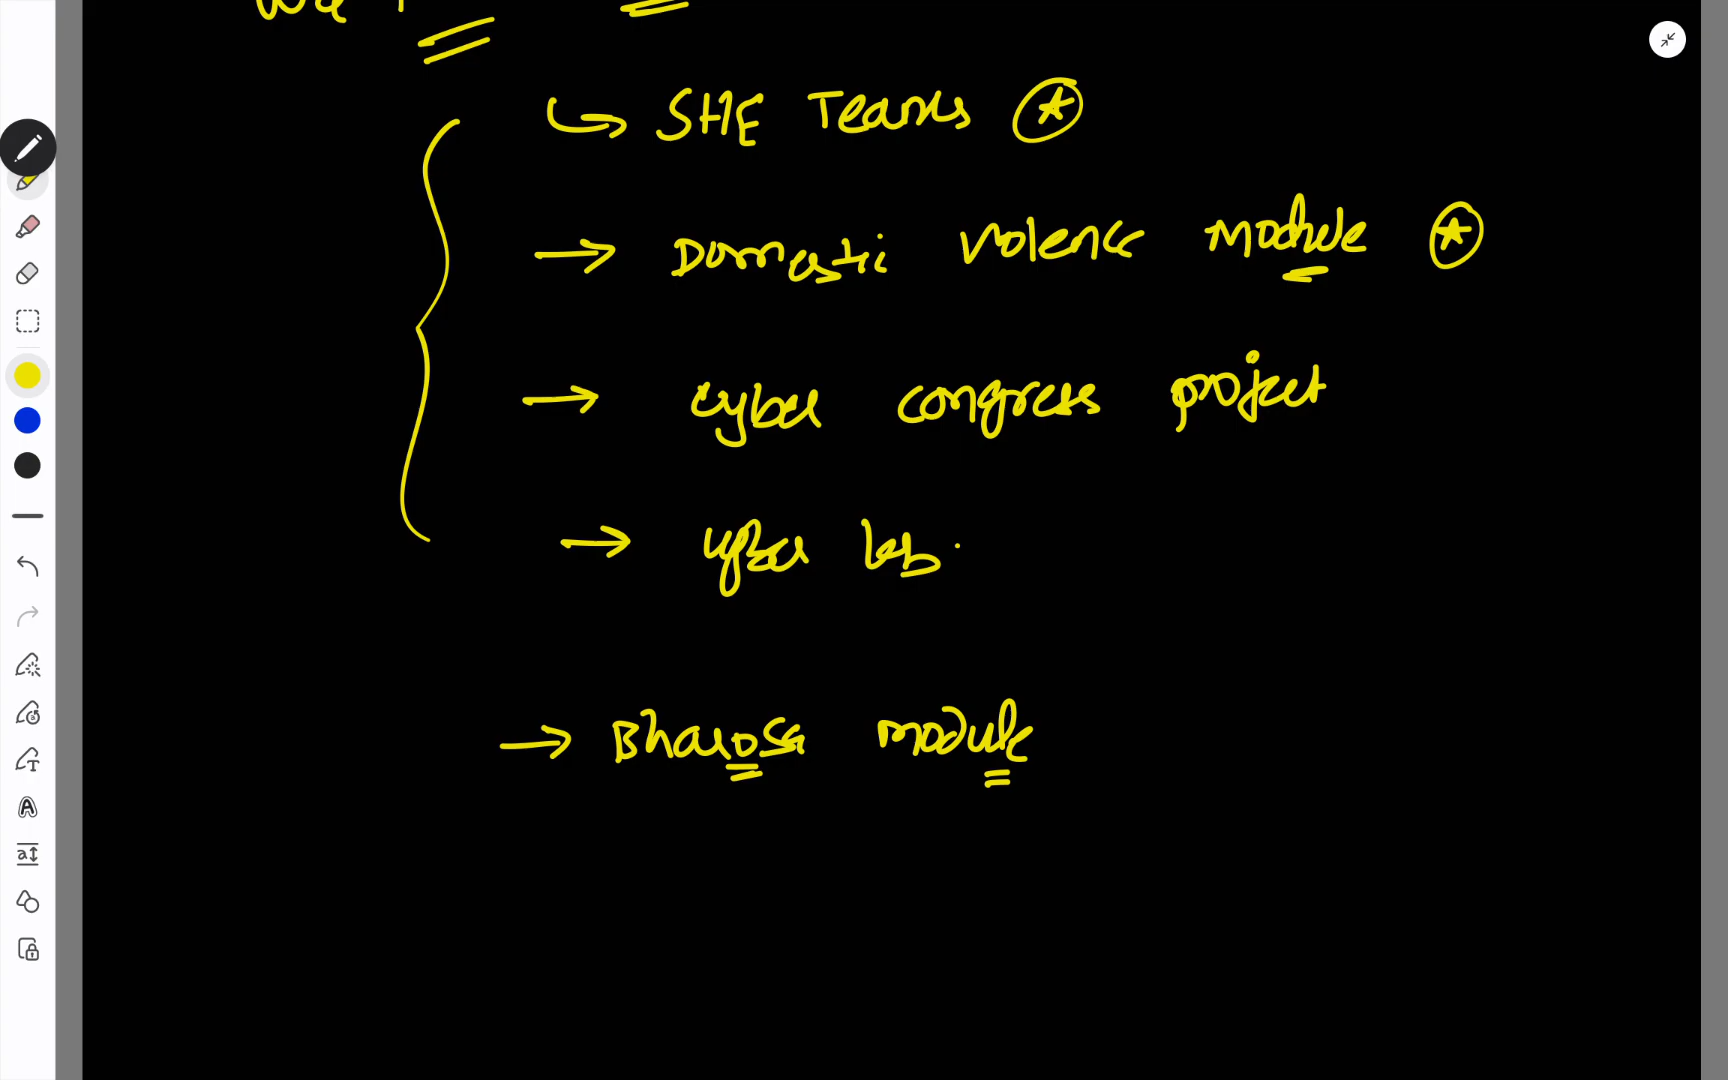 ↳ SHE Teams
→ Domestic violence module
→ cyber congress project
→ cyber lab.
→ Bharosa module